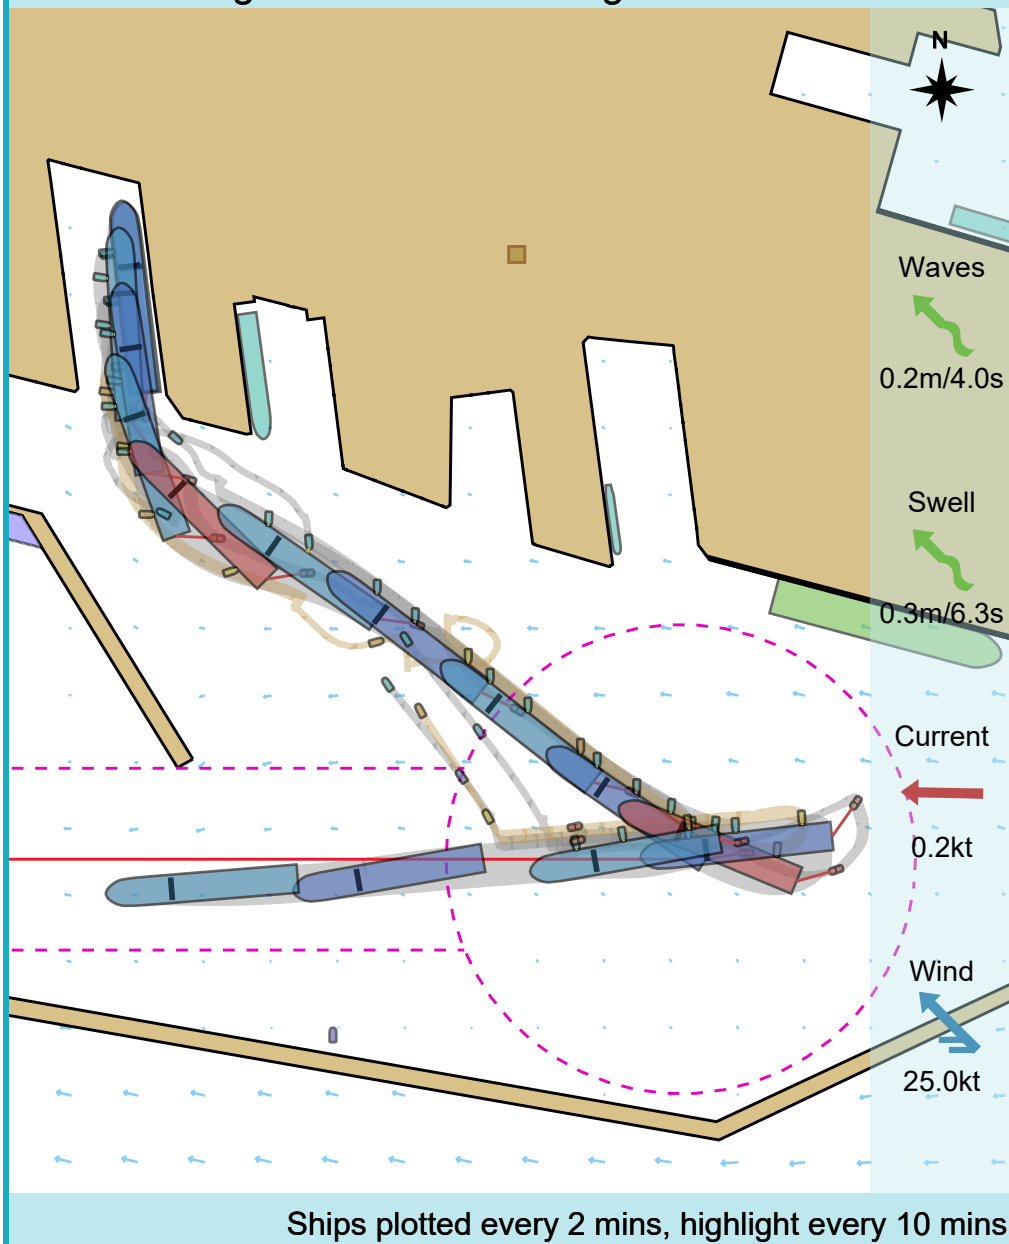 N
Waves
0.2m/4.0s
Swell
0.3m/6.3s
Current
0.2kt
Wind
25.0kt
Ships plotted every 2 mins, highlight every 10 mins